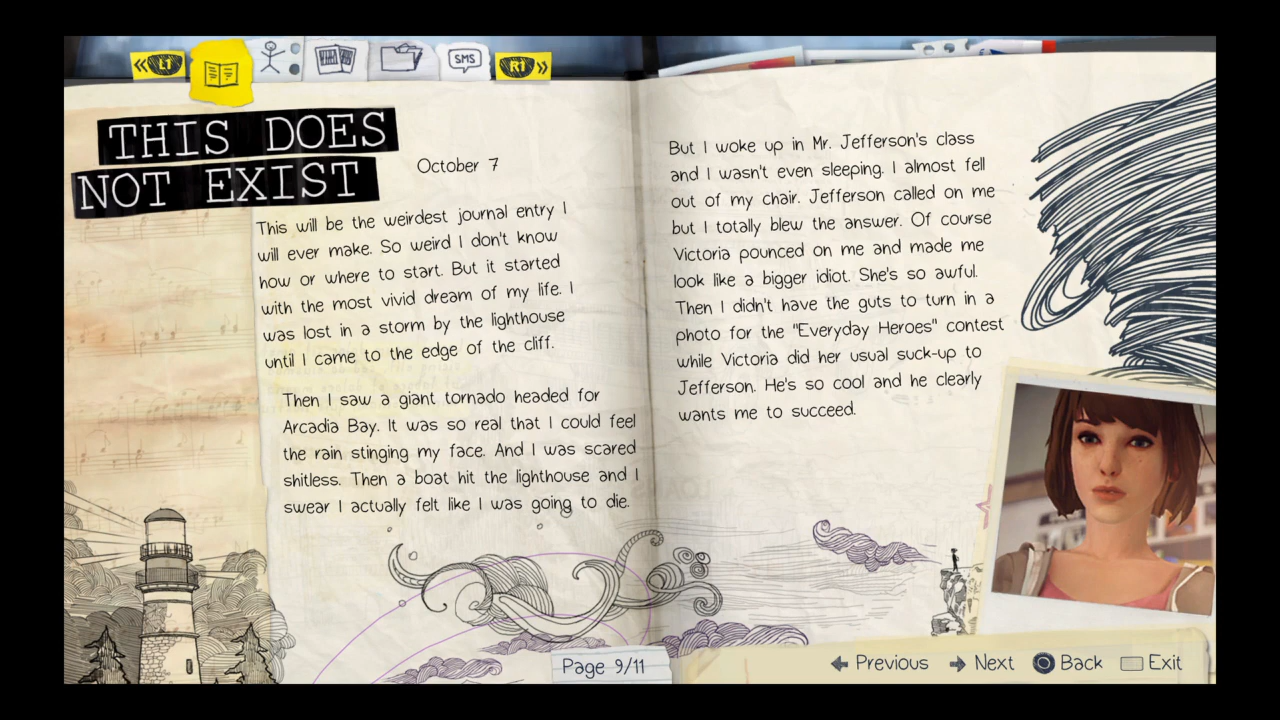 LT
SMS
R1
THIS DOES
NOT EXIST
October 7
This will be the weirdest journal entry I
will ever make. So weird I don't know
how or where to start. But it started
with the most vivid dream of my life. I
was lost in a storm by the lighthouse
until I came to the edge of the cliff.
Then I saw a giant tornado headed for
Arcadia Bay. It was so real that I could feel
the rain stinging my face. And I was scared
shitless. Then a boat hit the lighthouse and I
swear I actually felt like I was going to die.
But I woke up in Mr. Jefferson's class
and I wasn't even sleeping. I almost fell
out of my chair. Jefferson called on me
but I totally blew the answer. Of course
Victoria pounced on me and made me
look like a bigger idiot. She's so awful.
Then I didn't have the guts to turn in a
photo for the "Everyday Heroes" contest
while Victoria did her usual suck-up to
Jefferson. He's so cool and he clearly
wants me to succeed.
Page 9/11
Previous Next Back Exit